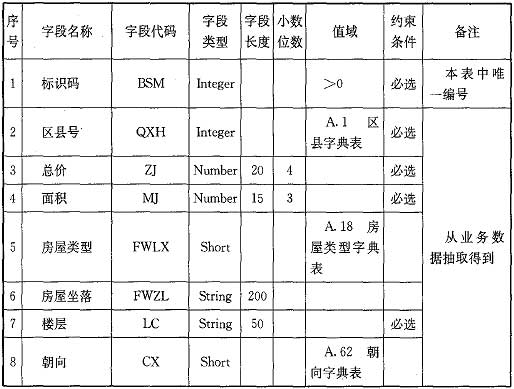 序号 字段名称 字段代码 字段类型 字段长度 小数位数 值域 约束条件 备注
1 标识码 BSM Integer >0 必选 本表中唯一编号
2 区县号 QXH Integer A.1 区县字典表 必选 从业务数据抽取得到
3 总价 ZJ Number 20 4 必选
4 面积 MJ Number 15 3 必选
5 房屋类型 FWLX Short A.18 房屋类型字典表
6 房屋坐落 FWZL String 200
7 楼层 LC String 50 必选
8 朝向 CX Short A.62 朝向字典表